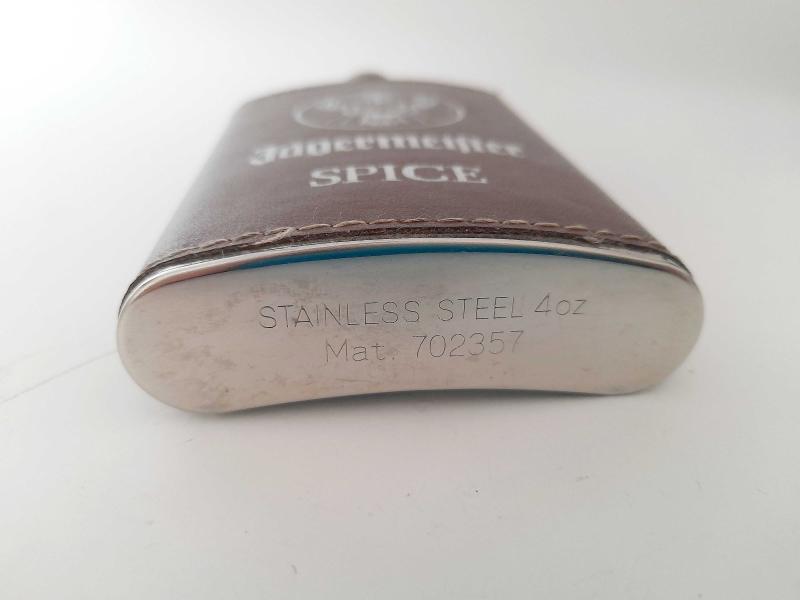 Jägermeister
SPICE
STAINLESS STEEL 4oz
Mat. 702357